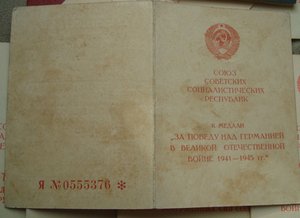 СОЮЗ
СОВЕТСКИХ
СОЦИАЛИСТИЧЕСКИХ
РЕСПУБЛИК
К МЕДАЛИ
"ЗА ПОБЕДУ НАД ГЕРМАНИЕЙ
В ВЕЛИКОЙ ОТЕЧЕСТВЕННОЙ
ВОЙНЕ 1941—1945 гг."
Я №0555376 *